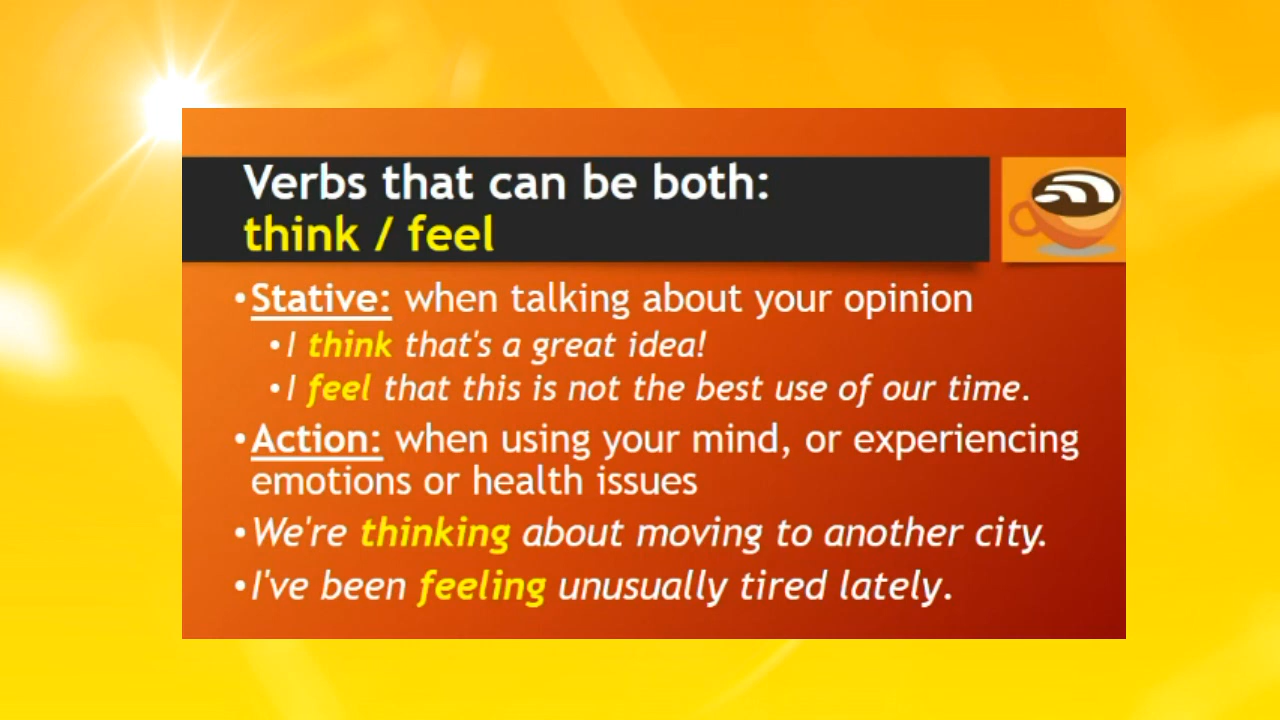 Verbs that can be both:
think / feel
•Stative: when talking about your opinion
•I think that's a great idea!
•I feel that this is not the best use of our time.
•Action: when using your mind, or experiencing
emotions or health issues
•We're thinking about moving to another city.
•I've been feeling unusually tired lately.